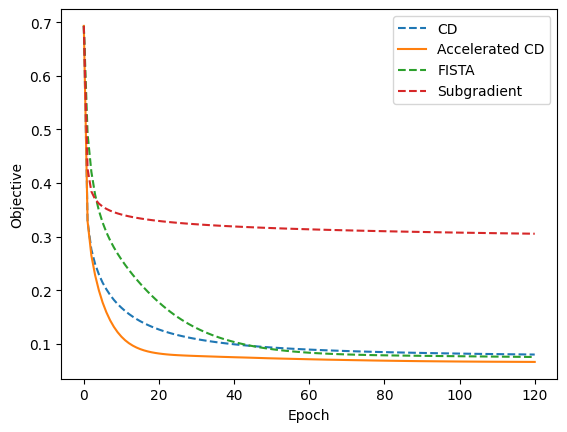 0.7
0.6
0.5
0.4
0.3
0.2
0.1
Objective
0 20 40 60 80 100 120
Epoch
CD
Accelerated CD
FISTA
Subgradient